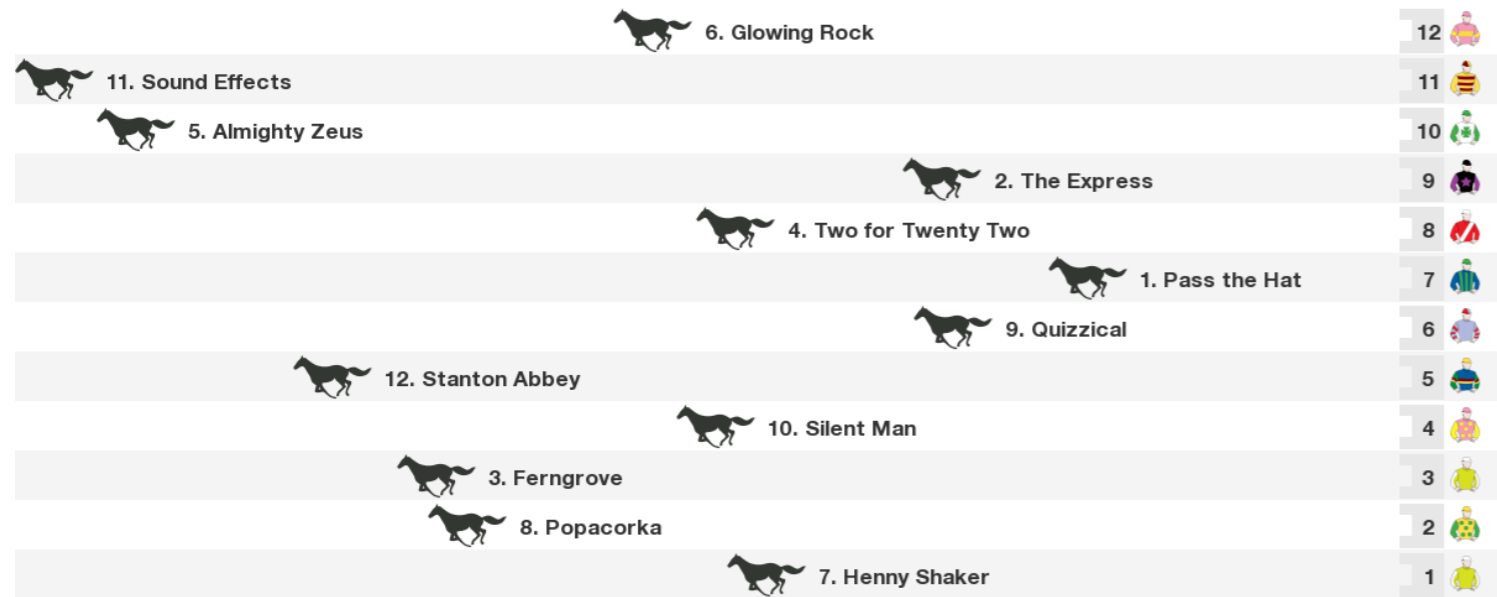 6. Glowing Rock 12
11. Sound Effects 11
5. Almighty Zeus 10
2. The Express 9
4. Two for Twenty Two 8
1. Pass the Hat 7
9. Quizzical 6
12. Stanton Abbey 5
10. Silent Man 4
3. Ferngrove 3
8. Popacorka 2
7. Henny Shaker 1